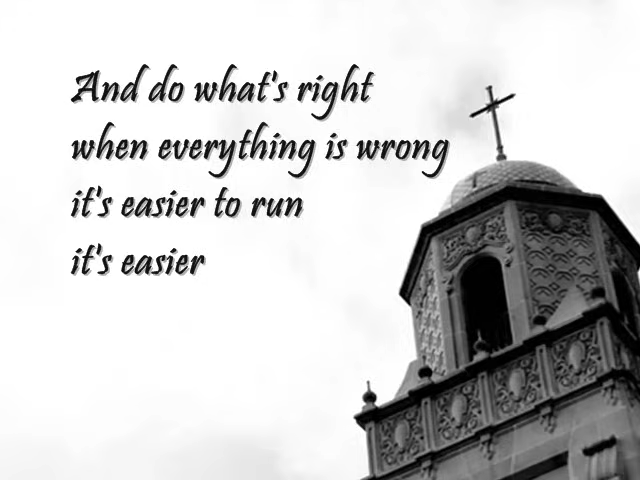 And do what's right
when everything is wrong
it's easier to run
it's easier